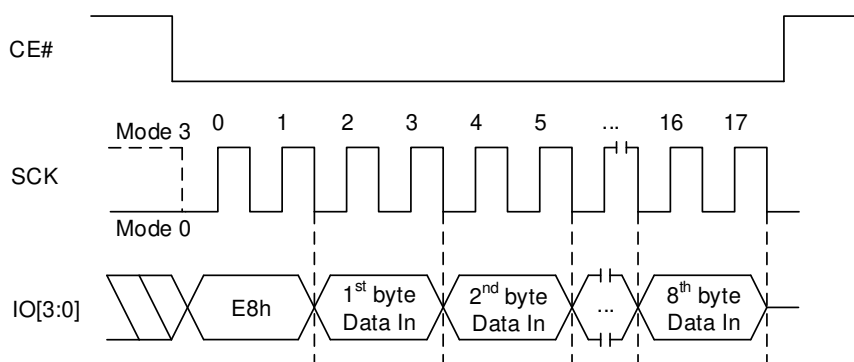 CE#
Mode 3
0 1 2 3 4 5 ... 16 17
SCK
Mode 0
IO[3:0]
E8h
1st byte
Data In
2nd byte
Data In
...
8th byte
Data In